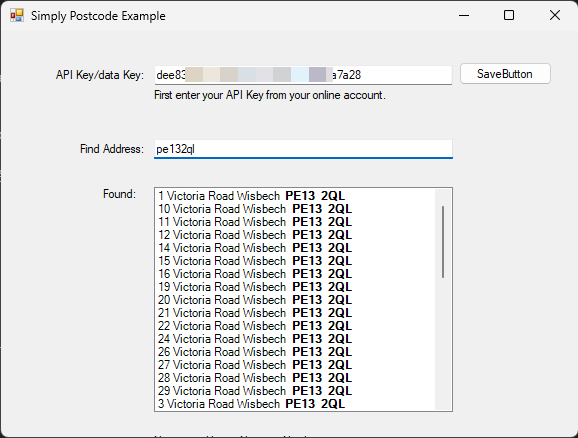 Simply Postcode Example
API Key/data Key: dee83 a7a28 SaveButton
First enter your API Key from your online account.
Find Address: pe132ql
Found:
1 Victoria Road Wisbech PE13 2QL
10 Victoria Road Wisbech PE13 2QL
11 Victoria Road Wisbech PE13 2QL
12 Victoria Road Wisbech PE13 2QL
14 Victoria Road Wisbech PE13 2QL
15 Victoria Road Wisbech PE13 2QL
16 Victoria Road Wisbech PE13 2QL
19 Victoria Road Wisbech PE13 2QL
20 Victoria Road Wisbech PE13 2QL
21 Victoria Road Wisbech PE13 2QL
22 Victoria Road Wisbech PE13 2QL
24 Victoria Road Wisbech PE13 2QL
26 Victoria Road Wisbech PE13 2QL
27 Victoria Road Wisbech PE13 2QL
28 Victoria Road Wisbech PE13 2QL
29 Victoria Road Wisbech PE13 2QL
3 Victoria Road Wisbech PE13 2QL